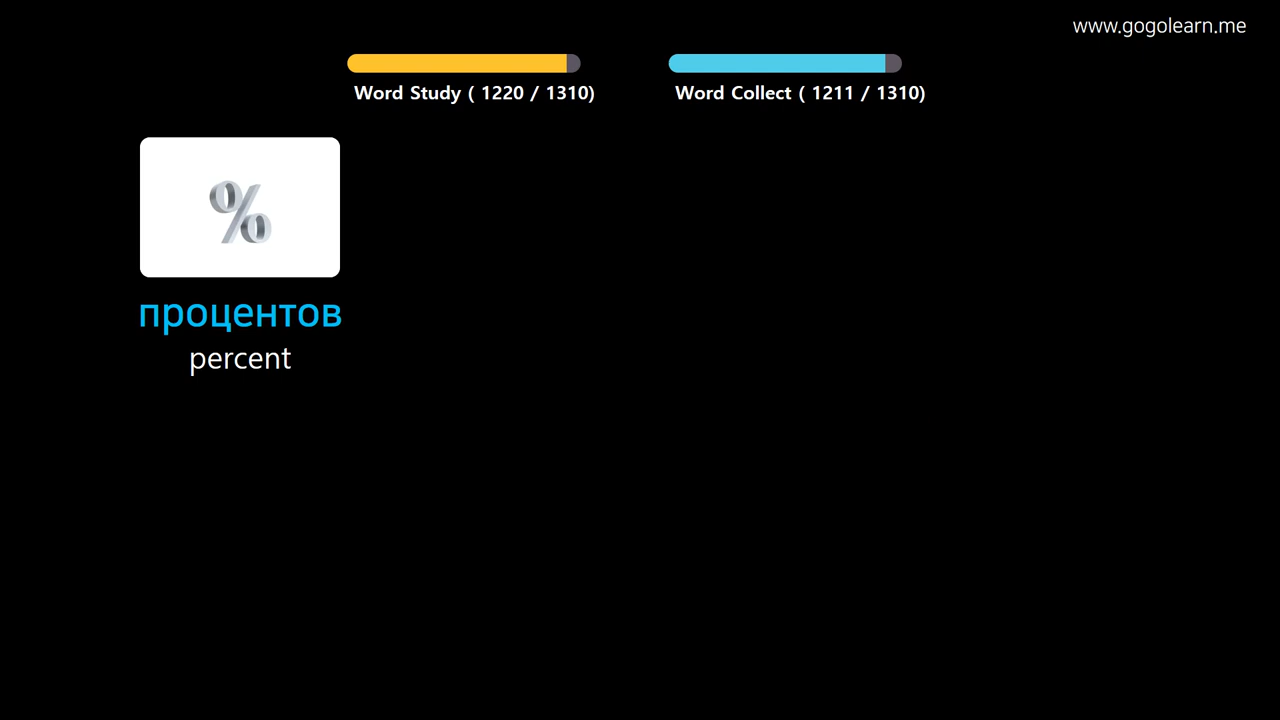 www.gogolearn.me
Word Study ( 1220 / 1310)
Word Collect ( 1211 / 1310)
%
процентов
percent